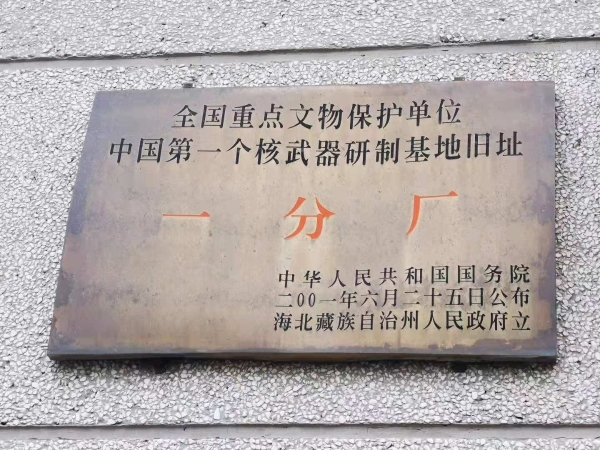 全国重点文物保护单位
中国第一个核武器研制基地旧址
一分厂
中华人民共和国国务院
二00一年六月二十五日公布
海北藏族自治州人民政府立